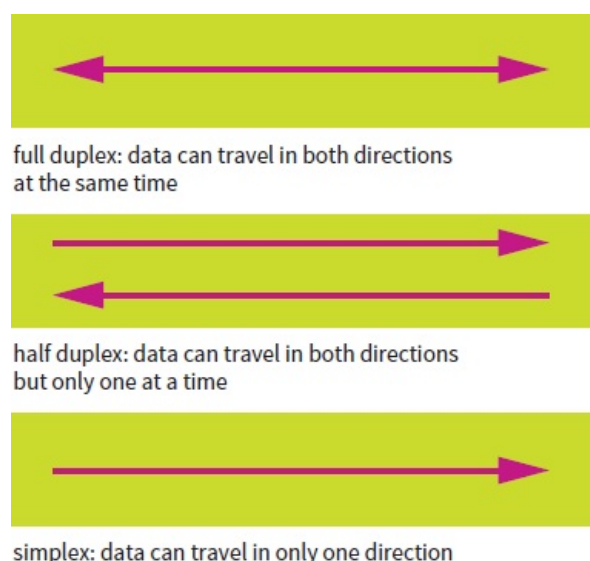 full duplex: data can travel in both directions
at the same time
half duplex: data can travel in both directions
but only one at a time
simplex: data can travel in only one direction